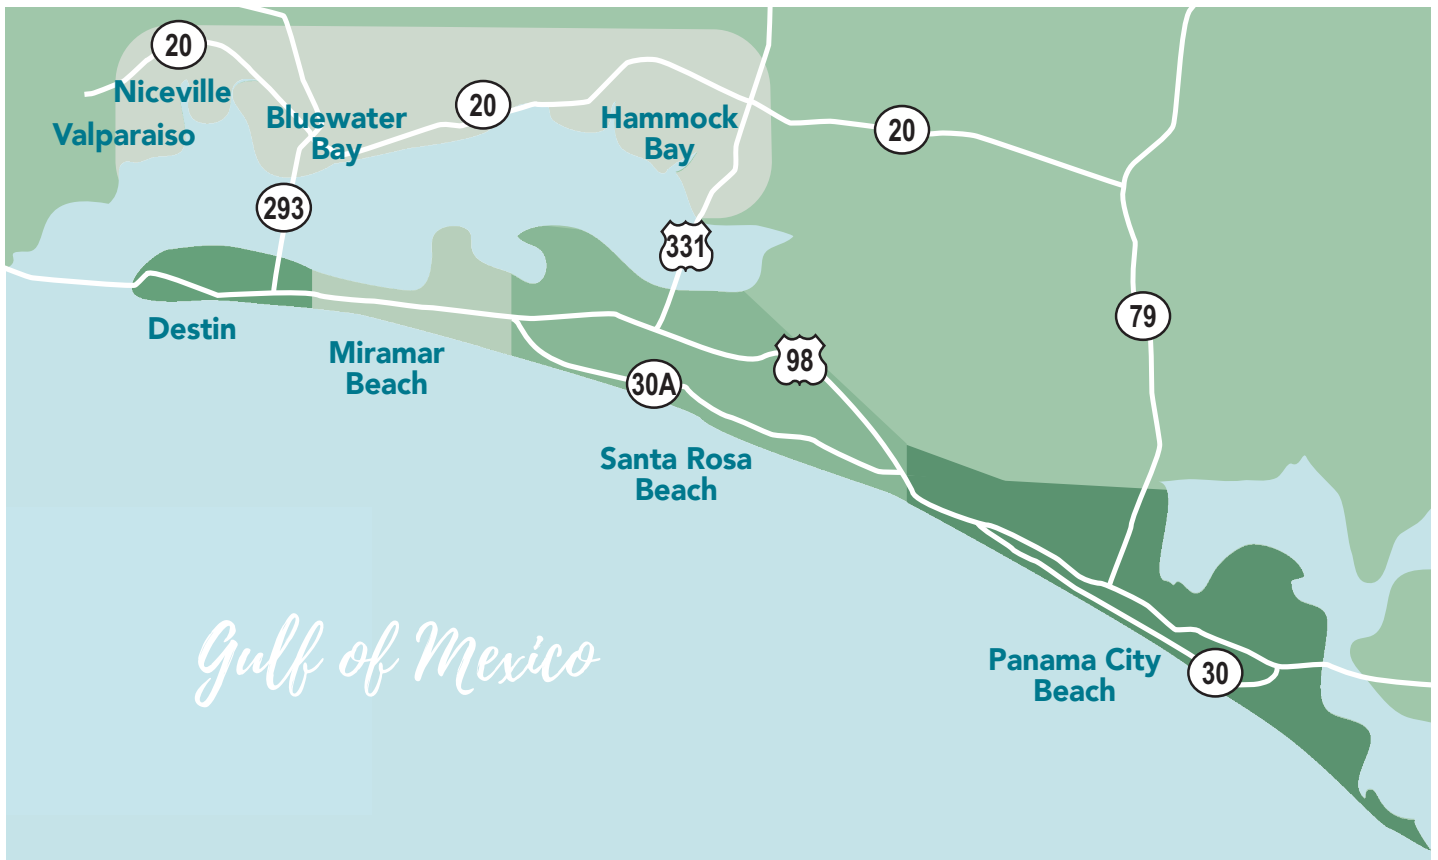 20
Niceville
Valparaiso
Bluewater
Bay
20
Hammock
Bay
20
293
331
79
Destin
Miramar
Beach
98
30A
Santa Rosa
Beach
Gulf of Mexico
Panama City
Beach
30